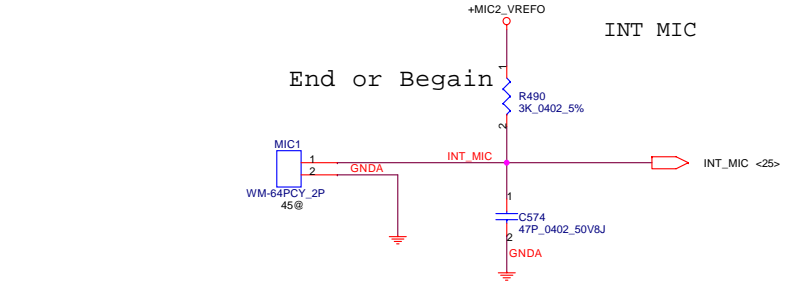 +MIC2_VREFO
INT MIC
End or Begain
1
R490
3K_0402_5%
2
MIC1
1
INT_MIC
2
GNDA
INT_MIC <25>
WM-64PCY_2P
45@
1
C574
47P_0402_50V8J
2
GNDA